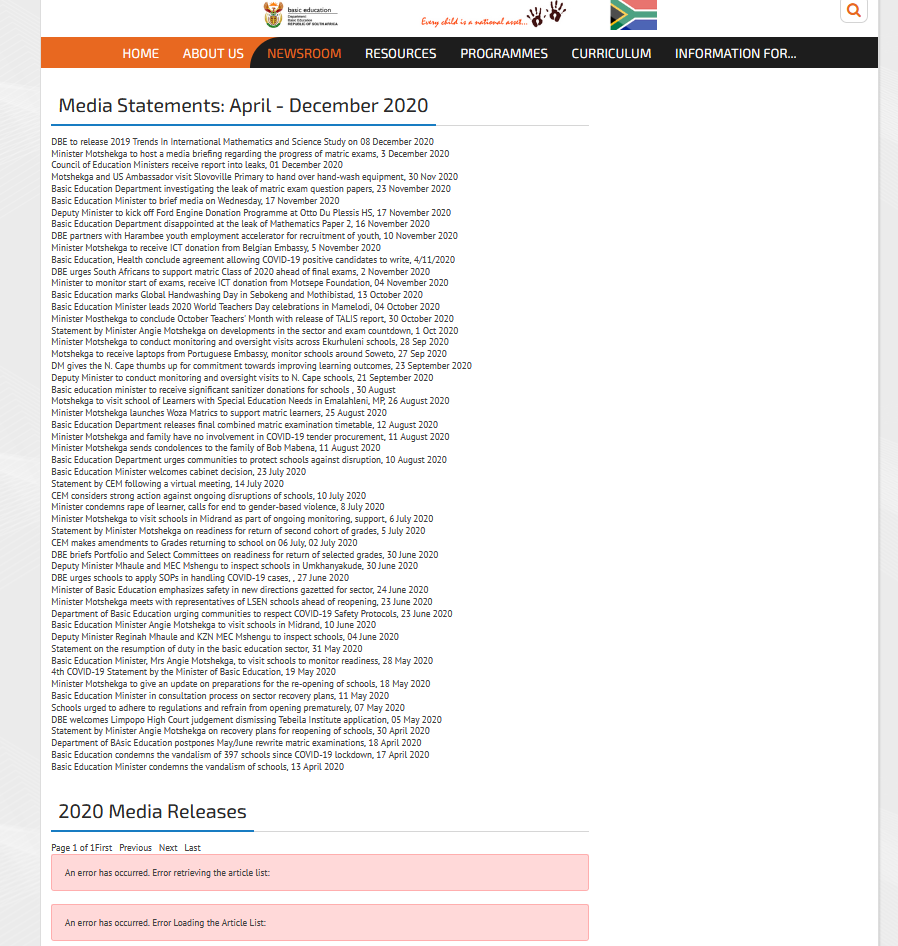 basic education
Department:
Basic Education
REPUBLIC OF SOUTH AFRICA
Every child is a national asset...
HOME ABOUT US NEWSROOM RESOURCES PROGRAMMES CURRICULUM INFORMATION FOR...
Media Statements: April - December 2020
DBE to release 2019 Trends In International Mathematics and Science Study on 08 December 2020
Minister Motshekga to host a media briefing regarding the progress of matric exams, 3 December 2020
Council of Education Ministers receive report into leaks, 01 December 2020
Motshekga and US Ambassador visit Slovoville Primary to hand over hand-wash equipment, 30 Nov 2020
Basic Education Department investigating the leak of matric exam question papers, 23 November 2020
Basic Education Minister to brief media on Wednesday, 17 November 2020
Deputy Minister to kick off Ford Engine Donation Programme at Otto Du Plessis HS, 17 November 2020
Basic Education Department disappointed at the leak of Mathematics Paper 2, 16 November 2020
DBE partners with Harambee youth employment accelerator for recruitment of youth, 10 November 2020
Minister Motshekga to receive ICT donation from Belgian Embassy, 5 November 2020
Basic Education, Health conclude agreement allowing COVID-19 positive candidates to write, 4/11/2020
DBE urges South Africans to support matric Class of 2020 ahead of final exams, 2 November 2020
Minister to monitor start of exams, receive ICT donation from Motsepe Foundation, 04 November 2020
Basic Education marks Global Handwashing Day in Sebokeng and Mothibistad, 13 October 2020
Basic Education Minister leads 2020 World Teachers Day celebrations in Mamelodi, 04 October 2020
Minister Mosthekga to conclude October Teachers' Month with release of TALIS report, 30 October 2020
Statement by Minister Angie Motshekga on developments in the sector and exam countdown, 1 Oct 2020
Minister Motshekga to conduct monitoring and oversight visits across Ekurhuleni schools, 28 Sep 2020
Motshekga to receive laptops from Portuguese Embassy, monitor schools around Soweto, 27 Sep 2020
DM gives the N. Cape thumbs up for commitment towards improving learning outcomes, 23 September 2020
Deputy Minister to conduct monitoring and oversight visits to N. Cape schools, 21 September 2020
Basic education minister to receive significant sanitizer donations for schools , 30 August
Motshekga to visit school of Learners with Special Education Needs in Emalahleni, MP, 26 August 2020
Minister Motshekga launches Woza Matrics to support matric learners, 25 August 2020
Basic Education Department releases final combined matric examination timetable, 12 August 2020
Minister Motshekga and family have no involvement in COVID-19 tender procurement, 11 August 2020
Minister Motshekga sends condolences to the family of Bob Mabena, 11 August 2020
Basic Education Department urges communities to protect schools against disruption, 10 August 2020
Basic Education Minister welcomes cabinet decision, 23 July 2020
Statement by CEM following a virtual meeting, 14 July 2020
CEM considers strong action against ongoing disruptions of schools, 10 July 2020
Minister condemns rape of learner, calls for end to gender-based violence, 8 July 2020
Minister Motshekga to visit schools in Midrand as part of ongoing monitoring, support, 6 July 2020
Statement by Minister Motshekga on readiness for return of second cohort of grades, 5 July 2020
CEM makes amendments to Grades returning to school on 06 July, 02 July 2020
DBE briefs Portfolio and Select Committees on readiness for return of selected grades, 30 June 2020
Deputy Minister Mhaule and MEC Mshengu to inspect schools in Umkhanyakude, 30 June 2020
DBE urges schools to apply SOPs in handling COVID-19 cases, , 27 June 2020
Minister of Basic Education emphasizes safety in new directions gazetted for sector, 24 June 2020
Minister Motshekga meets with representatives of LSEN schools ahead of reopening, 23 June 2020
Department of Basic Education urging communities to respect COVID-19 Safety Protocols, 23 June 2020
Basic Education Minister Angie Motshekga to visit schools in Midrand, 10 June 2020
Deputy Minister Reginah Mhaule and KZN MEC Mshengu to inspect schools, 04 June 2020
Statement on the resumption of duty in the basic education sector, 31 May 2020
Basic Education Minister, Mrs Angie Motshekga, to visit schools to monitor readiness, 28 May 2020
4th COVID-19 Statement by the Minister of Basic Education, 19 May 2020
Minister Motshekga to give an update on preparations for the re-opening of schools, 18 May 2020
Basic Education Minister in consultation process on sector recovery plans, 11 May 2020
Schools urged to adhere to regulations and refrain from opening prematurely, 07 May 2020
DBE welcomes Limpopo High Court judgement dismissing Tebeila Institute application, 05 May 2020
Statement by Minister Angie Motshekga on recovery plans for reopening of schools, 30 April 2020
Department of BAsic Education postpones May/June rewrite matric examinations, 18 April 2020
Basic Education condemns the vandalism of 397 schools since COVID-19 lockdown, 17 April 2020
Basic Education Minister condemns the vandalism of schools, 13 April 2020
2020 Media Releases
Page 1 of 1First Previous Next Last
An error has occurred. Error retrieving the article list:
An error has occurred. Error Loading the Article List: